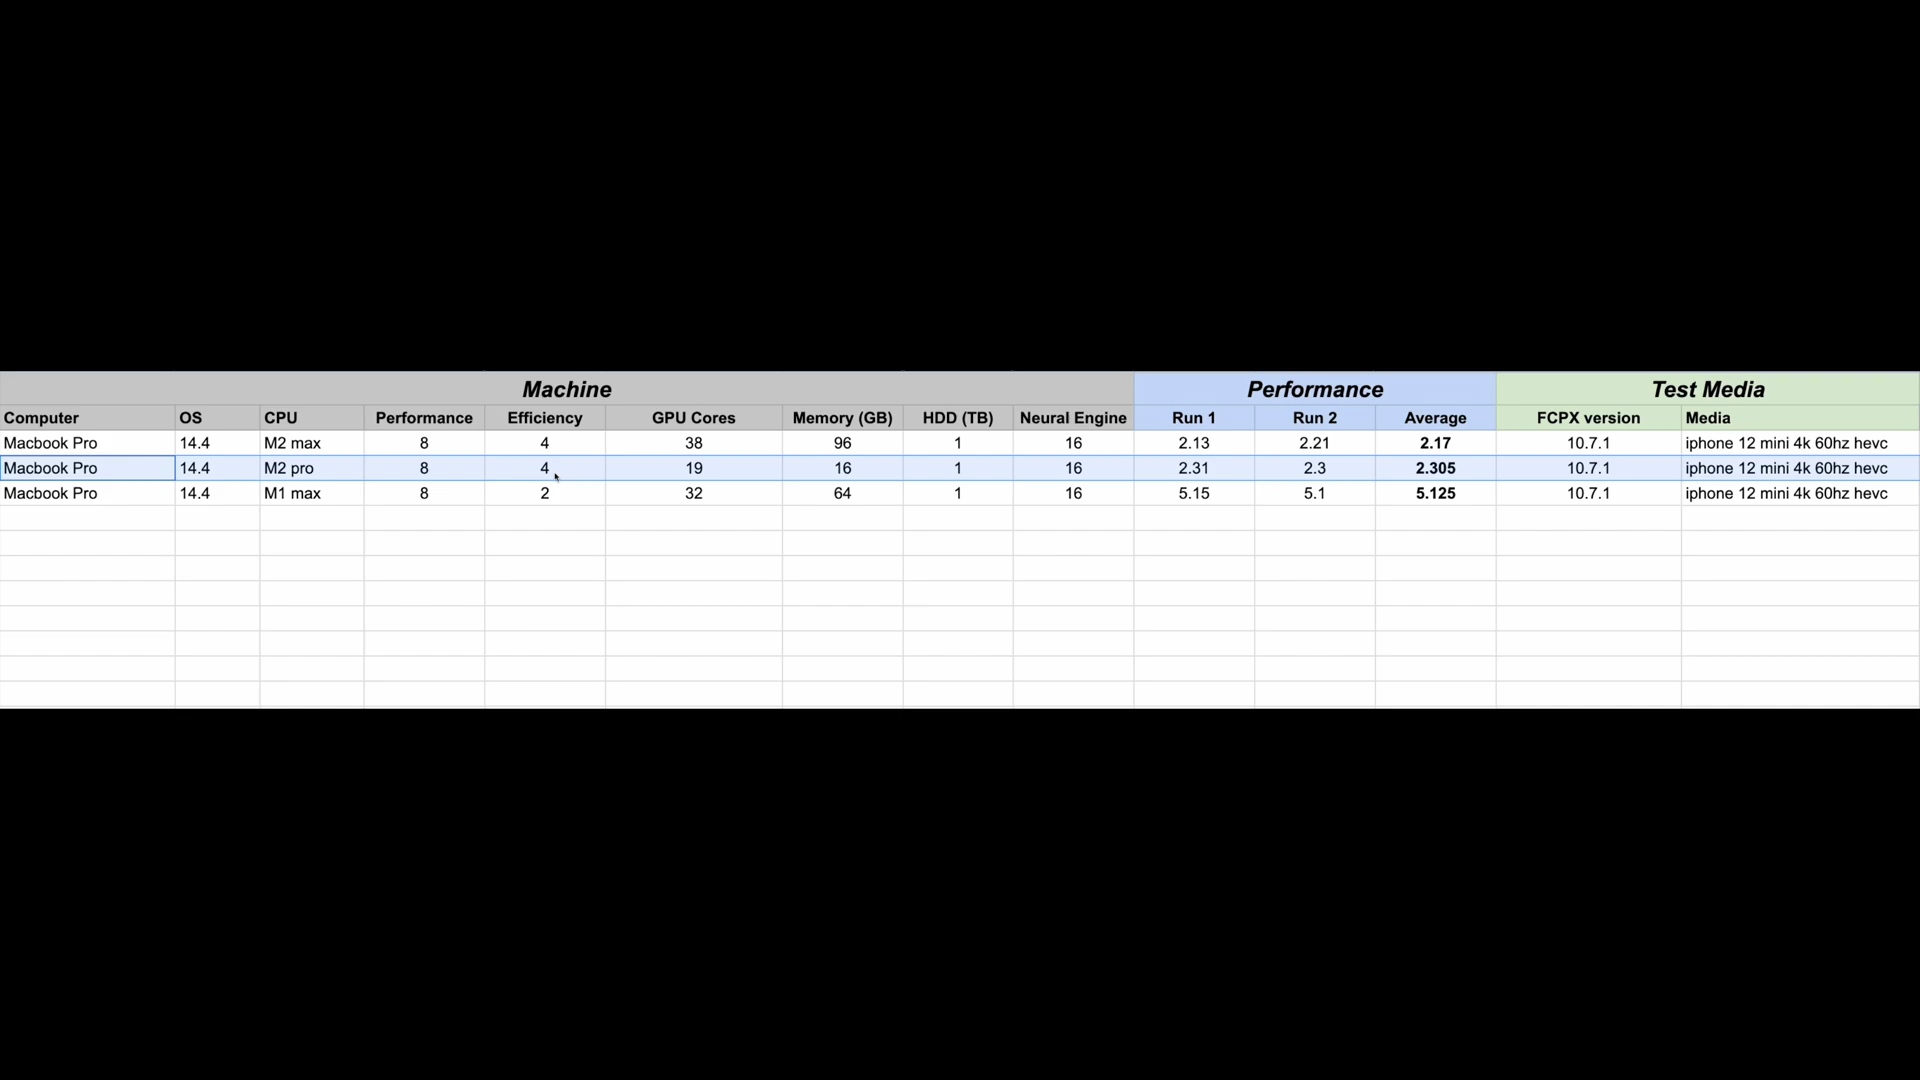 Machine Performance Test Media
Computer OS CPU Performance Efficiency GPU Cores Memory (GB) HDD (TB) Neural Engine Run 1 Run 2 Average FCPX version Media
Macbook Pro 14.4 M2 max 8 4 38 96 1 16 2.13 2.21 2.17 10.7.1 iphone 12 mini 4k 60hz hevc
Macbook Pro 14.4 M2 pro 8 4 19 16 1 16 2.31 2.3 2.305 10.7.1 iphone 12 mini 4k 60hz hevc
Macbook Pro 14.4 M1 max 8 2 32 64 1 16 5.15 5.1 5.125 10.7.1 iphone 12 mini 4k 60hz hevc